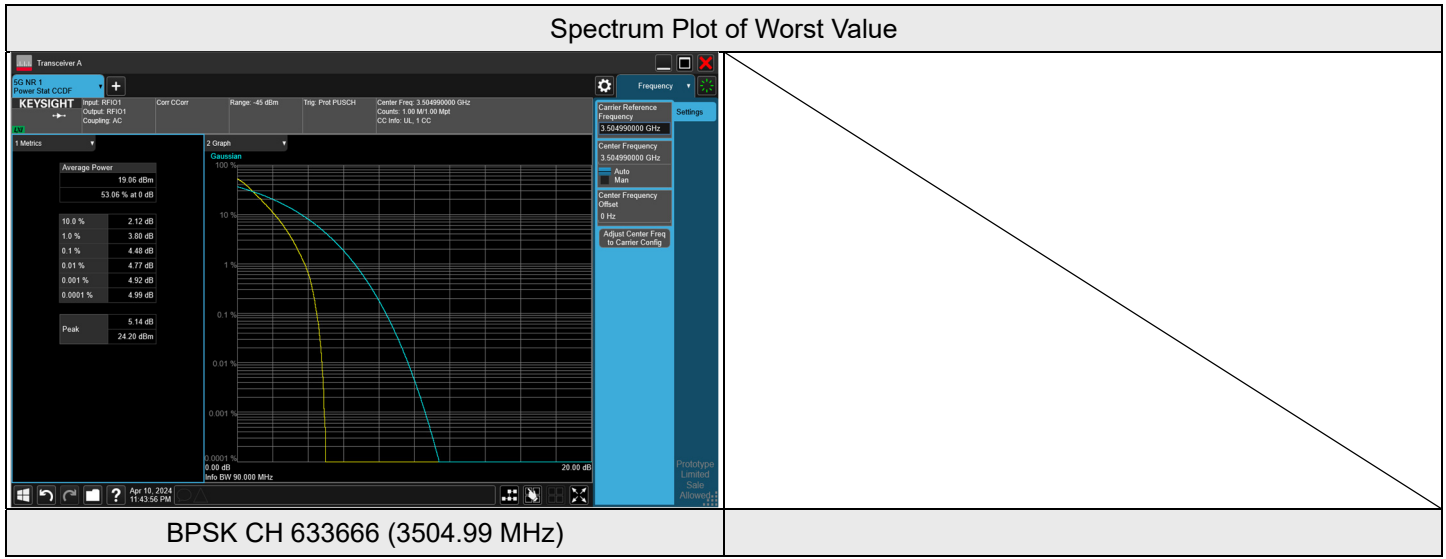 Spectrum Plot of Worst Value
Transceiver A
5G NR 1
Power Stat CCDF
+
Frequency
KEYSIGHT
Input: RFIO1
Output: RFIO1
Coupling: AC
Corr CCorr
Range: -45 dBm
Trig: Prot PUSCH
Center Freq: 3.504990000 GHz
Counts: 1.00 M/1.00 Mpt
CC Info: UL, 1 CC
LXI
1 Metrics
Average Power
19.06 dBm
53.06 % at 0 dB
10.0 % 2.12 dB
1.0 % 3.80 dB
0.1 % 4.48 dB
0.01 % 4.77 dB
0.001 % 4.92 dB
0.0001 % 4.99 dB
Peak
5.14 dB
24.20 dBm
2 Graph
Gaussian
100 %
10 %
1 %
0.1 %
0.01 %
0.001 %
0.0001 %
0.00 dB 20.00 dB
Info BW 90.000 MHz
Carrier Reference
Frequency
3.504990000 GHz
Center Frequency
3.504990000 GHz
Auto
Man
Center Frequency
Offset
0 Hz
Adjust Center Freq
to Carrier Config
Settings
Prototype
Limited
Sale
Allowed
?
Apr 10, 2024
11:43:56 PM
BPSK CH 633666 (3504.99 MHz)